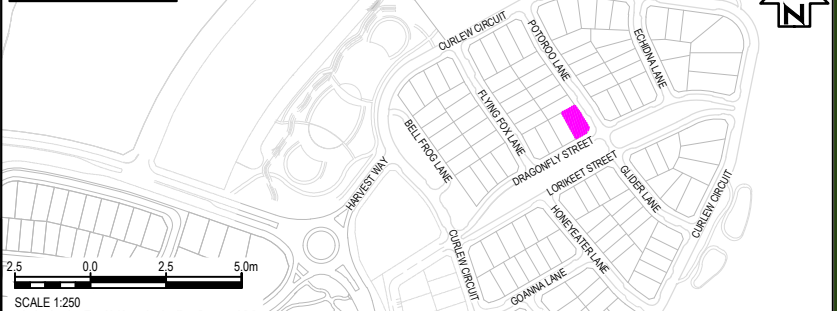 N
CURLEW CIRCUIT
POTOROO LANE
ECHIDNA LANE
FLYING FOX LANE
BELL FROG LANE
DRAGONFLY STREET
HARVEST WAY
LORIKEET STREET
GLIDER LANE
CURLEW CIRCUIT
HONEYEATER LANE
CURLEW CIRCUIT
GOANNA LANE
2.5 0.0 2.5 5.0m
SCALE 1:250